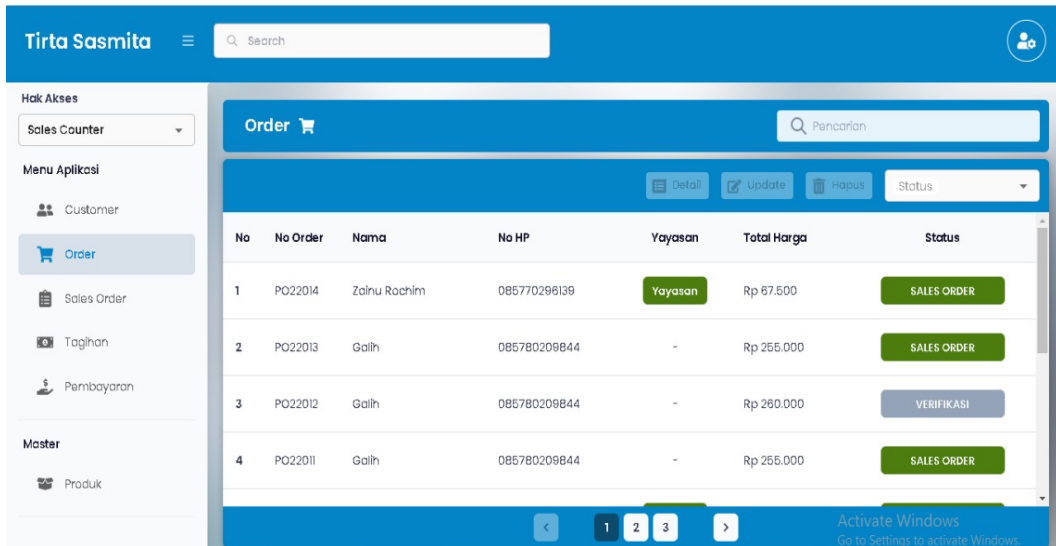 Tirta Sasmita
Search
Hak Akses
Sales Counter
Menu Aplikasi
Customer
Order
Sales Order
Tagihan
Pembayaran
Master
Produk
Order
Pencarian
Detail Update Hapus Status
No No Order Nama No HP Yayasan Total Harga Status
1 PO22014 Zainu Rochim 085770296139 Yayasan Rp 67.500 SALES ORDER
2 PO22013 Galih 085780209844 - Rp 255.000 SALES ORDER
3 PO22012 Galih 085780209844 - Rp 260.000 VERIFIKASI
4 PO22011 Galih 085780209844 - Rp 255.000 SALES ORDER
< 1 2 3 >
Activate Windows
Go to Settings to activate Windows.